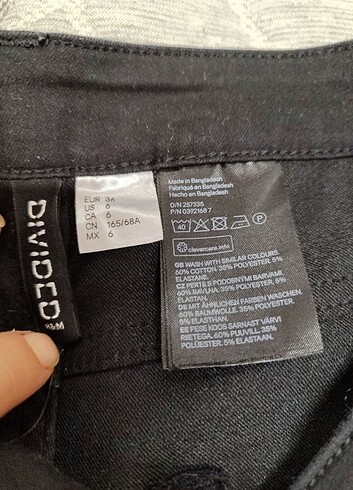 DIVIDED
H&M
EUR 36
US 6
CA 6
CN 165/68A
MX 6
Made in Bangladesh
Fabriqué en Bangladesh
Hecho en Bangladesh
O/N 257335
P/N 03921687
40
P
clevercare.info
GB WASH WITH SIMILAR COLOURS.
60% COTTON, 35% POLYESTER, 5%
ELASTANE.
CZ PERTE S PODOBNÝMI BARVAMI.
60% BAVLNA, 35% POLYESTER, 5%
ELASTAN.
DE MIT ÄHNLICHEN FARBEN WASCHEN.
60% BAUMWOLLE, 35% POLYESTER,
5% ELASTHAN.
EE PESE KOOS SARNAST VÄRVI
RIIETEGA. 60% PUUVILL, 35%
POLÜESTER, 5% ELASTAAN.